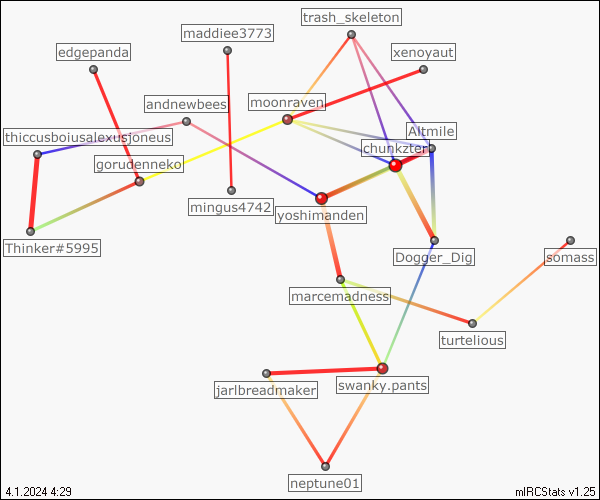 trash_skeleton
maddiee3773
edgepanda
xenoyaut
andnewbees
moonraven
thiccusboiusalexusjoneus
Altmile
chunkzter
gorudenneko
mingus4742
yoshimanden
Thinker#5995
Dogger_Dig
somass
marcemadness
turtelious
jarlbreadmaker
swanky.pants
neptune01
4.1.2024 4:29
mIRCStats v1.25